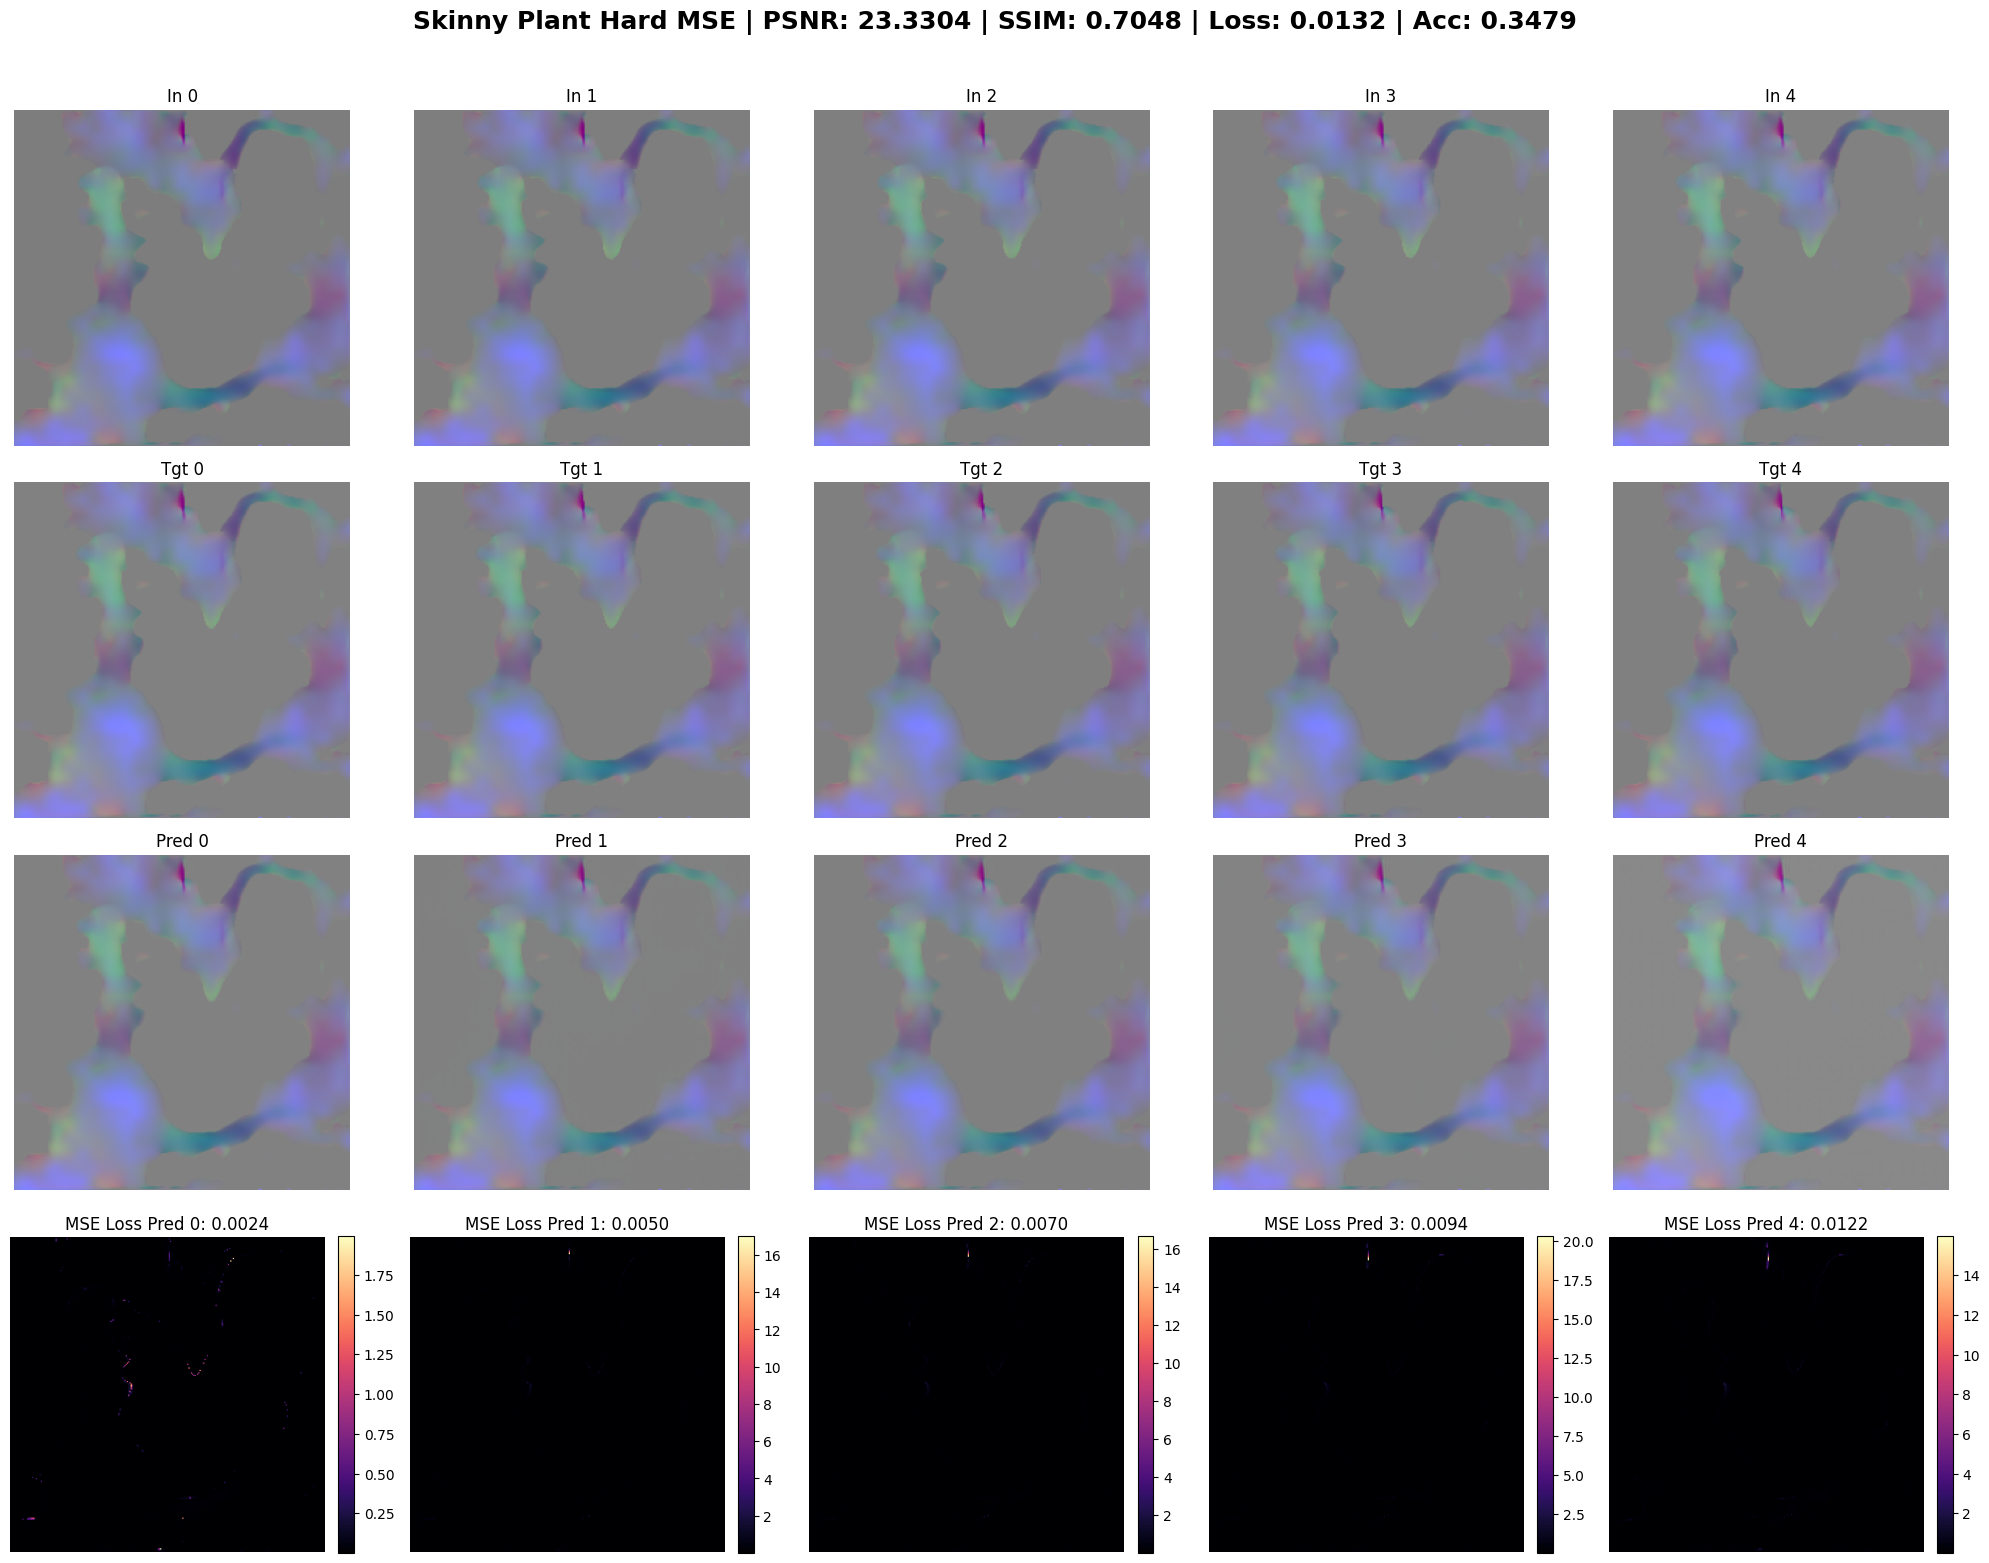 Skinny Plant Hard MSE | PSNR: 23.3304 | SSIM: 0.7048 | Loss: 0.0132 | Acc: 0.3479
In 0
In 1
In 2
In 3
In 4
Tgt 0
Tgt 1
Tgt 2
Tgt 3
Tgt 4
Pred 0
Pred 1
Pred 2
Pred 3
Pred 4
MSE Loss Pred 0: 0.0024
1.75
1.50
1.25
1.00
0.75
0.50
0.25
MSE Loss Pred 1: 0.0050
16
14
12
10
8
6
4
2
MSE Loss Pred 2: 0.0070
16
14
12
10
8
6
4
2
MSE Loss Pred 3: 0.0094
20.0
17.5
15.0
12.5
10.0
7.5
5.0
2.5
MSE Loss Pred 4: 0.0122
14
12
10
8
6
4
2